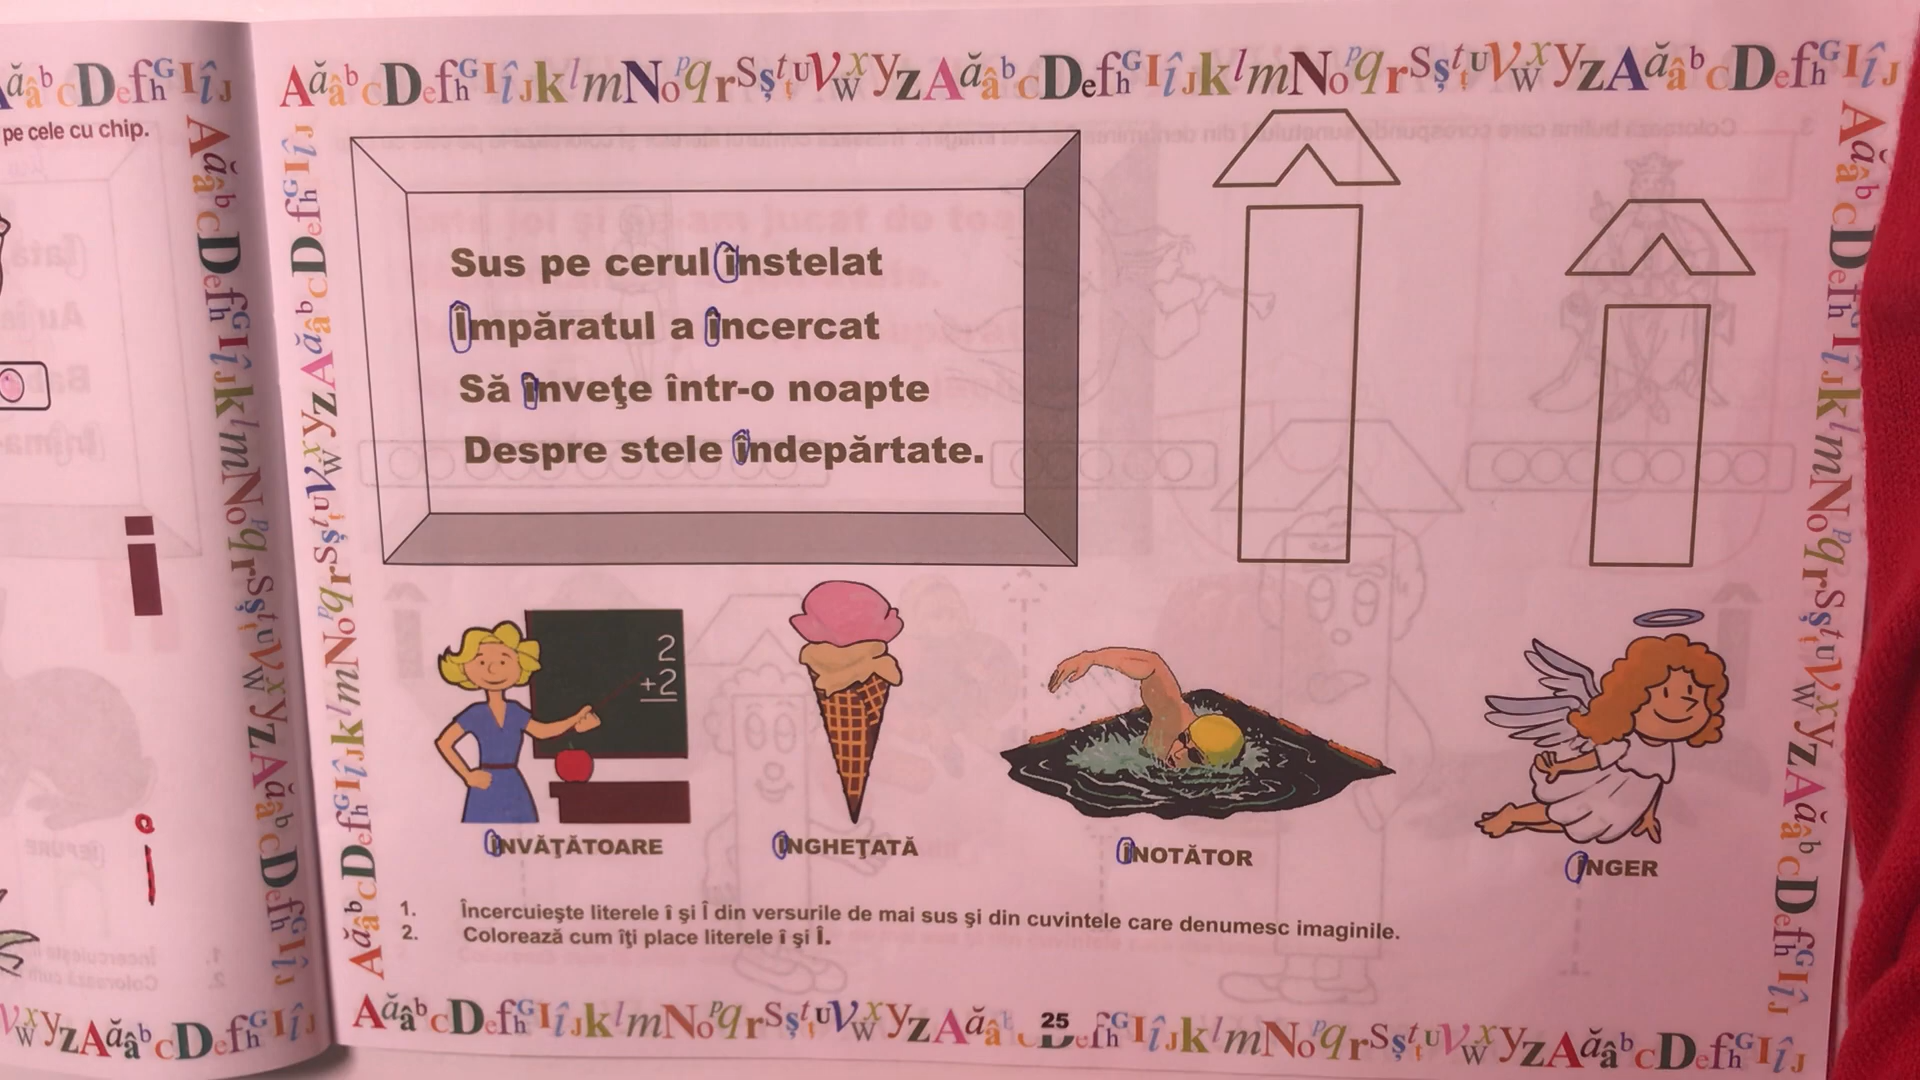 pe cele cu chip.
Sus pe cerul înstelat
Împăratul a încercat
Să înveţe într-o noapte
Despre stele îndepărtate.
Î
î
i
i
2
+2
ÎNVĂŢĂTOARE
ÎNGHEŢATĂ
ÎNOTĂTOR
ÎNGER
1. Încercuieşte literele î şi Î din versurile de mai sus şi din cuvintele care denumesc imaginile.
2. Colorează cum îţi place literele î şi Î.
25